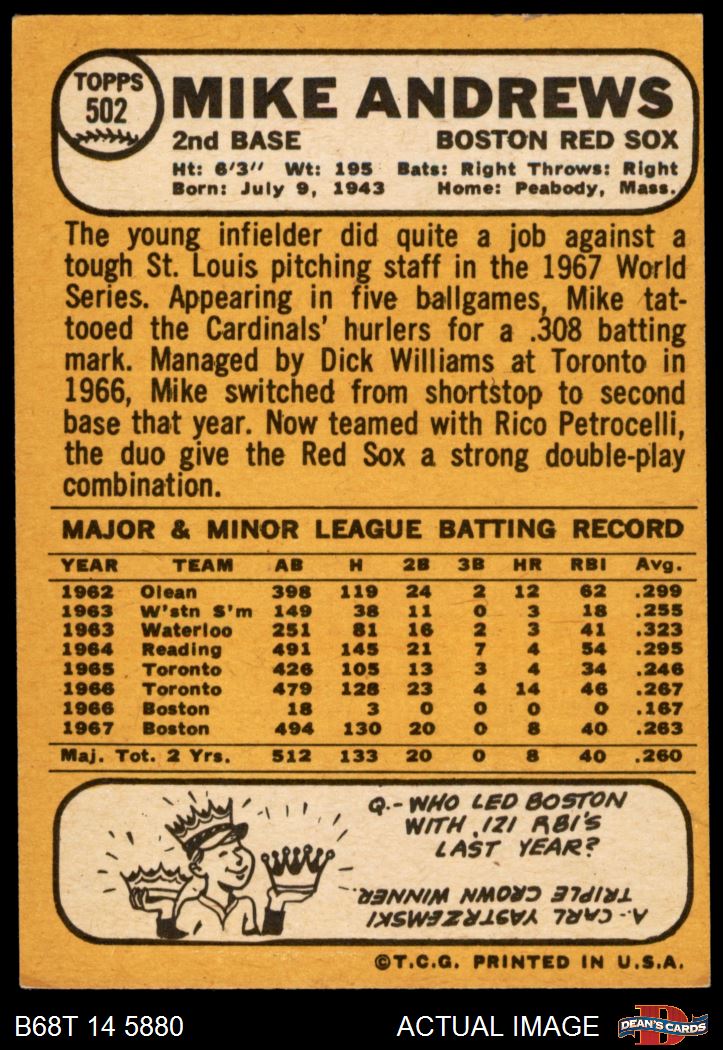 TOPPS
502
MIKE ANDREWS
2nd BASE BOSTON RED SOX
Ht: 6'3" Wt: 195 Bats: Right Throws: Right
Born: July 9, 1943 Home: Peabody, Mass.
The young infielder did quite a job against a
tough St. Louis pitching staff in the 1967 World
Series. Appearing in five ballgames, Mike tat-
tooed the Cardinals' hurlers for a .308 batting
mark. Managed by Dick Williams at Toronto in
1966, Mike switched from shortstop to second
base that year. Now teamed with Rico Petrocelli,
the duo give the Red Sox a strong double-play
combination.
MAJOR & MINOR LEAGUE BATTING RECORD
YEAR TEAM AB H 2B 3B HR RBI Avg.
1962 Olean 398 119 24 2 12 62 .299
1963 W'stn S'm 149 38 11 0 3 18 .255
1963 Waterloo 251 81 16 2 3 41 .323
1964 Reading 491 145 21 7 4 54 .295
1965 Toronto 426 105 13 3 4 34 .246
1966 Toronto 479 128 23 4 14 46 .267
1966 Boston 18 3 0 0 0 0 .167
1967 Boston 494 130 20 0 8 40 .263
Maj. Tot. 2 Yrs. 512 133 20 0 8 40 .260
Q.-WHO LED BOSTON
WITH 121 RBI'S
LAST YEAR?
A.-CARL YASTRZEMSKI
TRIPLE CROWN WINNER.
©T.C.G. PRINTED IN U.S.A.
B68T 14 5880 ACTUAL IMAGE
D
DEAN'S CARDS